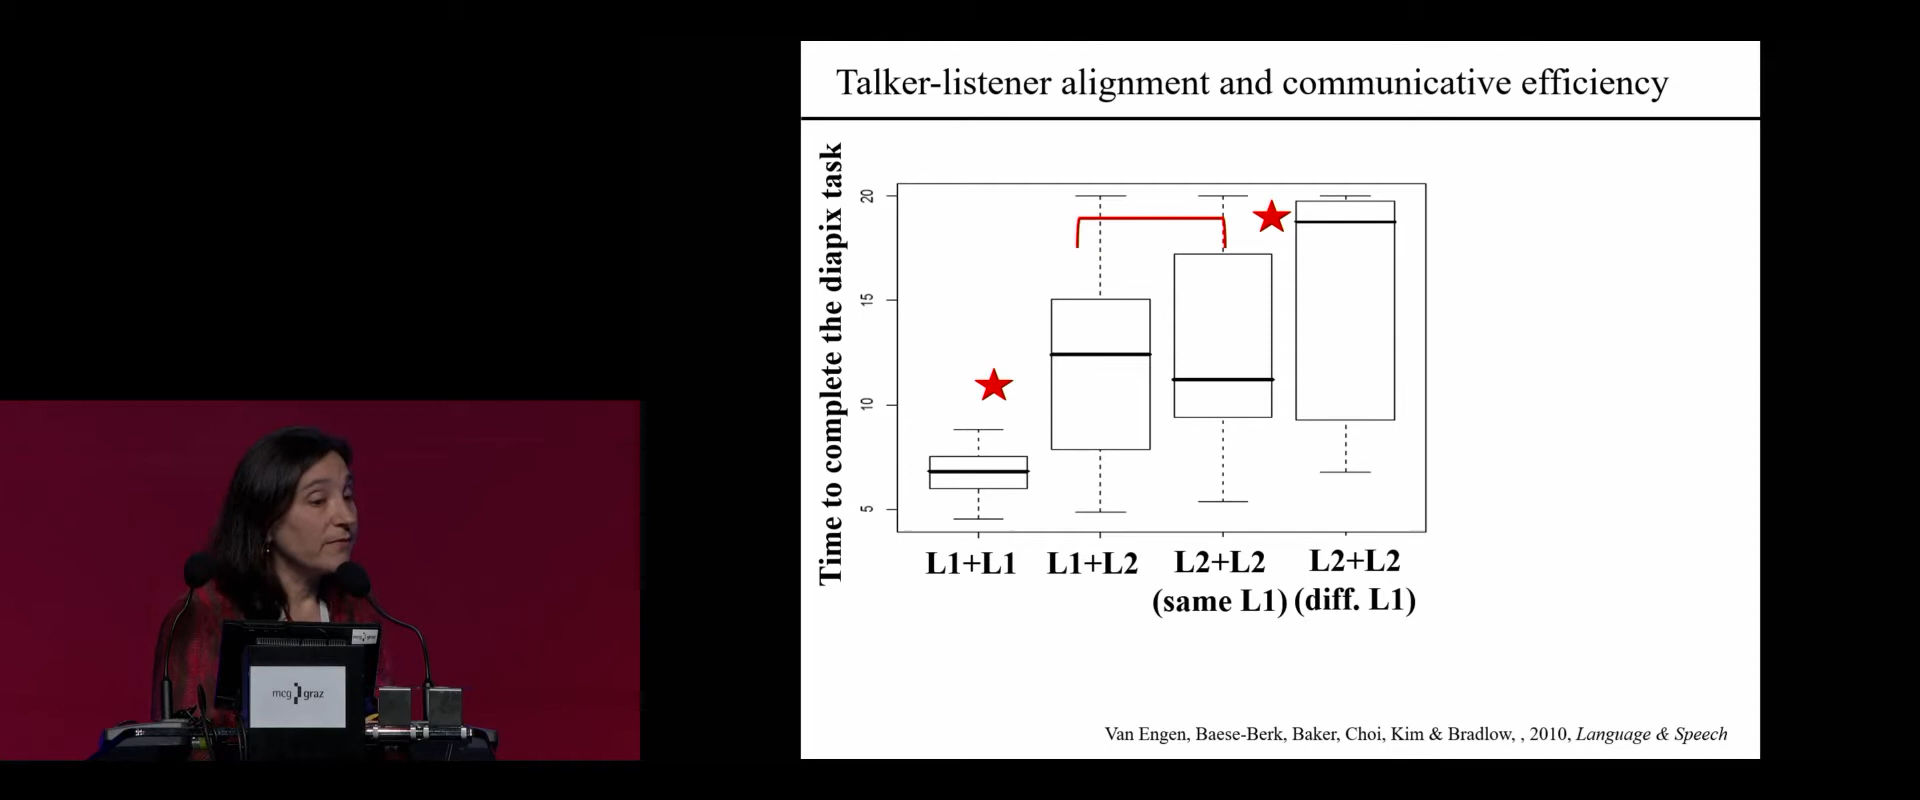 Talker-listener alignment and communicative efficiency
Time to complete the diapix task
20
15
10
5
L1+L1 L1+L2 L2+L2 L2+L2
(same L1) (diff. L1)
Van Engen, Baese-Berk, Baker, Choi, Kim & Bradlow, , 2010, Language & Speech
mcg graz
mcg graz